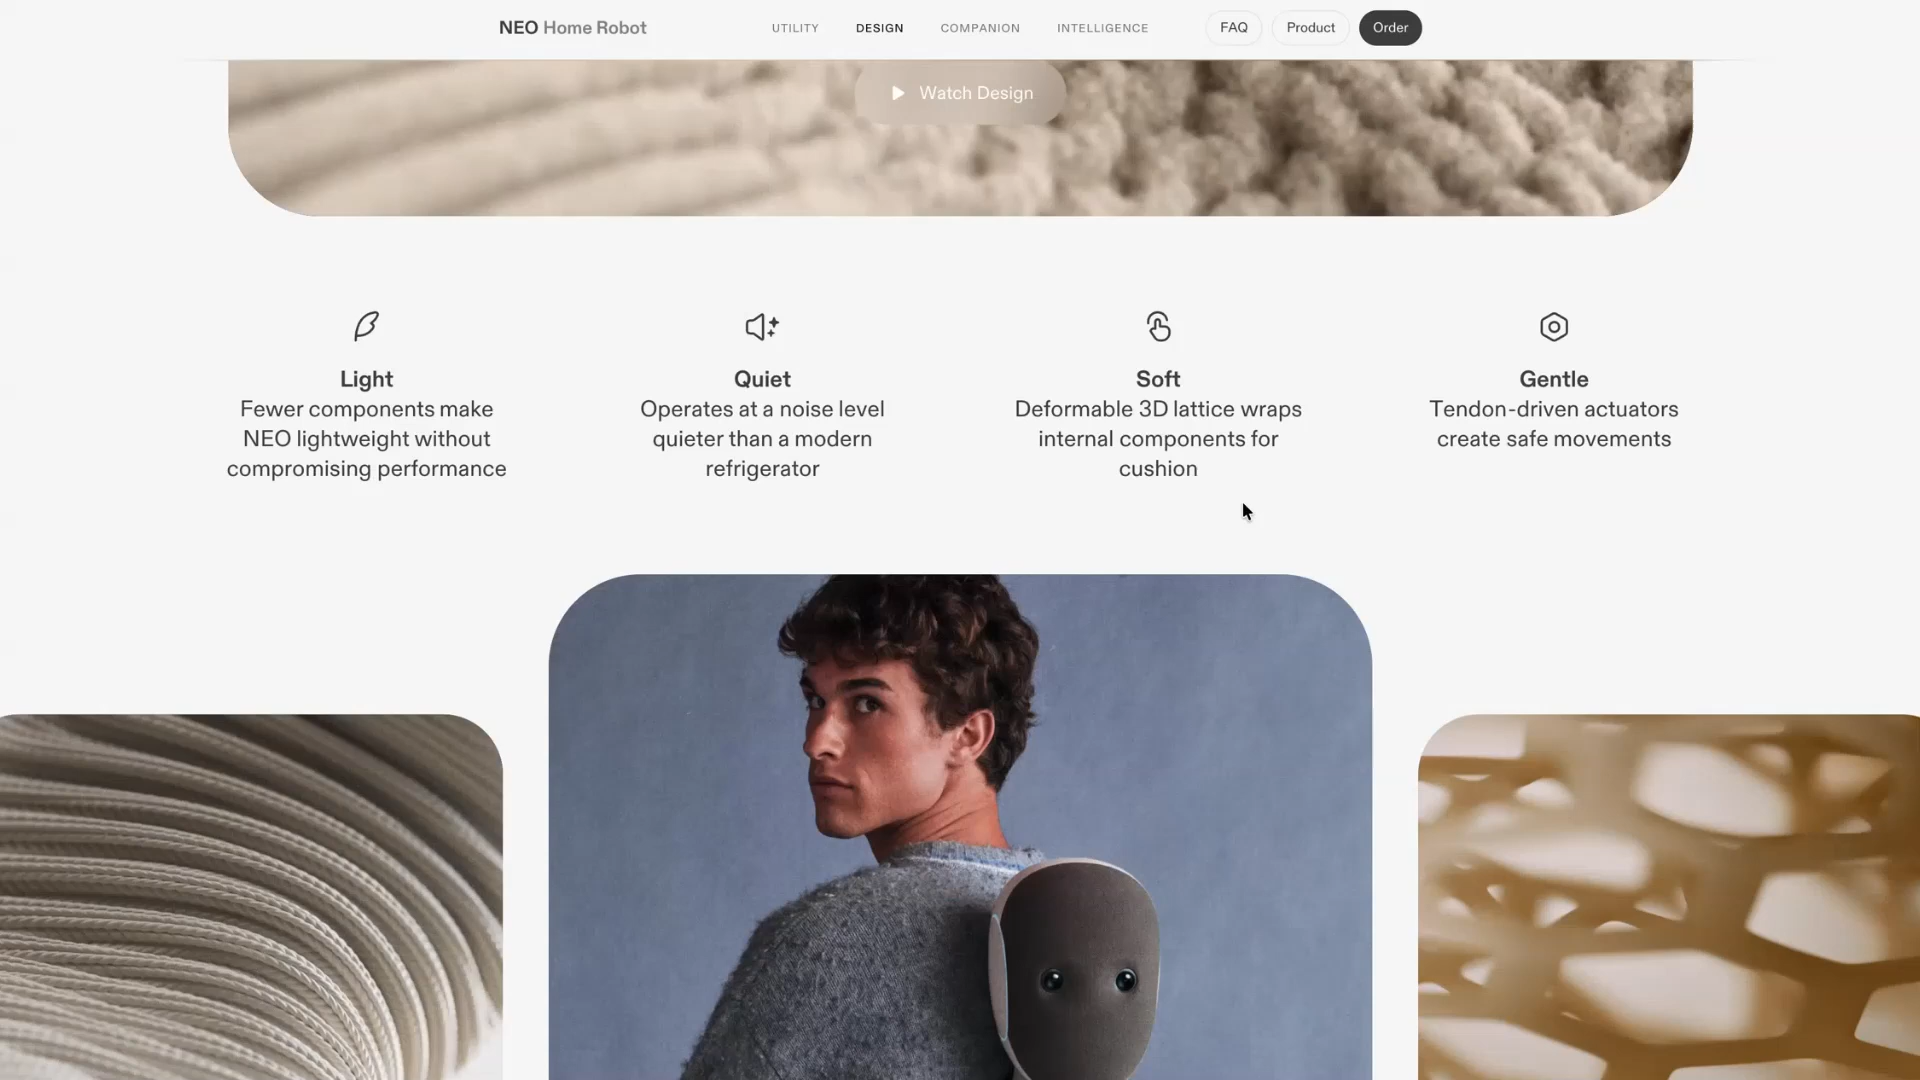 NEO Home Robot
UTILITY
DESIGN
COMPANION
INTELLIGENCE
FAQ
Product
Order
Watch Design
Light
Fewer components make
NEO lightweight without
compromising performance
Quiet
Operates at a noise level
quieter than a modern
refrigerator
Soft
Deformable 3D lattice wraps
internal components for
cushion
Gentle
Tendon-driven actuators
create safe movements